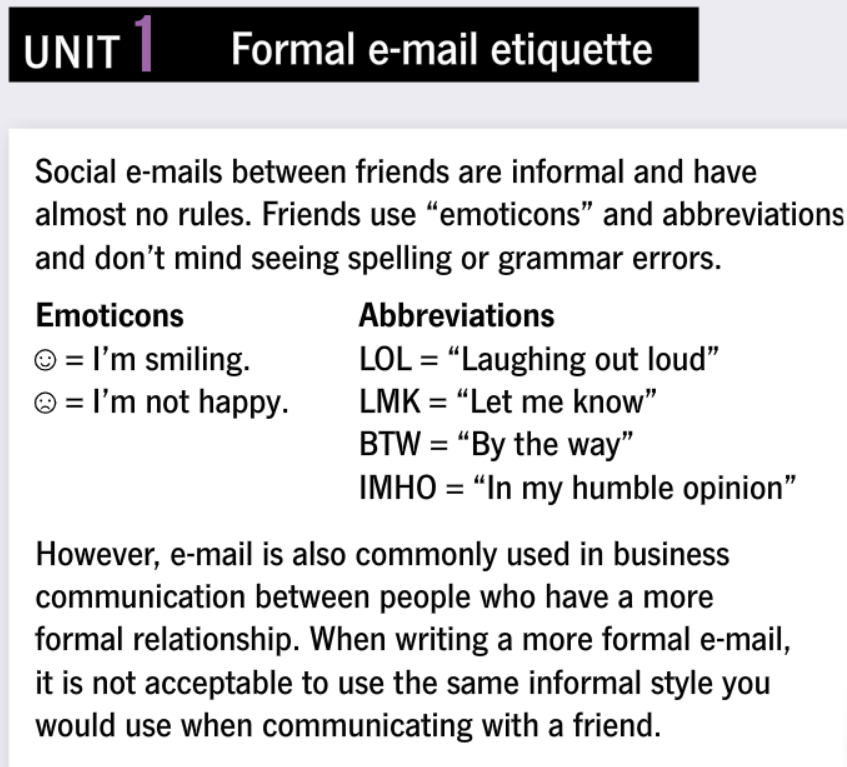 UNIT 1 Formal e-mail etiquette
Social e-mails between friends are informal and have
almost no rules. Friends use “emoticons” and abbreviations
and don’t mind seeing spelling or grammar errors.
Emoticons Abbreviations
☺ = I’m smiling. LOL = “Laughing out loud”
☹ = I’m not happy. LMK = “Let me know”
BTW = “By the way”
IMHO = “In my humble opinion”
However, e-mail is also commonly used in business
communication between people who have a more
formal relationship. When writing a more formal e-mail,
it is not acceptable to use the same informal style you
would use when communicating with a friend.